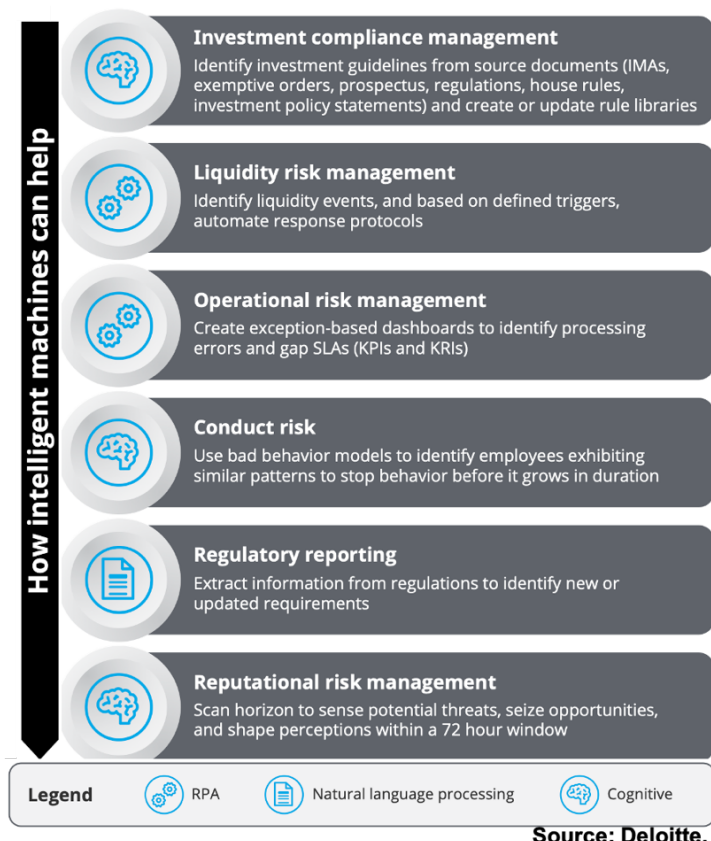 How intelligent machines can help
Investment compliance management
Identify investment guidelines from source documents (IMAs,
exemptive orders, prospectus, regulations, house rules,
investment policy statements) and create or update rule libraries
Liquidity risk management
Identify liquidity events, and based on defined triggers,
automate response protocols
Operational risk management
Create exception-based dashboards to identify processing
errors and gap SLAs (KPIs and KRIs)
Conduct risk
Use bad behavior models to identify employees exhibiting
similar patterns to stop behavior before it grows in duration
Regulatory reporting
Extract information from regulations to identify new or
updated requirements
Reputational risk management
Scan horizon to sense potential threats, seize opportunities,
and shape perceptions within a 72 hour window
Legend RPA Natural language processing Cognitive
Source: Deloitte.